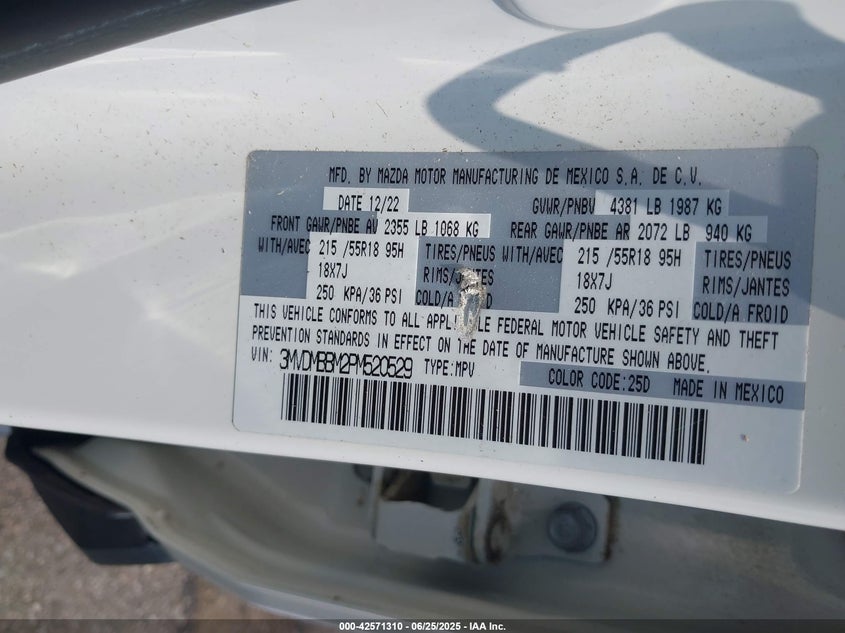 MFD. BY MAZDA MOTOR MANUFACTURING DE MEXICO S.A. DE C.V.
DATE 12/22 GVWR/PNBV 4381 LB 1987 KG
FRONT GAWR/PNBE AV 2355 LB 1068 KG REAR GAWR/PNBE AR 2072 LB 940 KG
WITH/AVEC 215 /55R18 95H TIRES/PNEUS WITH/AVEC 215 /55R18 95H TIRES/PNEUS
18X7J RIMS/JANTES 18X7J RIMS/JANTES
250 KPA/36 PSI COLD/A 250 KPA/36 PSI COLD/A FROID
THIS VEHICLE CONFORMS TO ALL FEDERAL MOTOR VEHICLE SAFETY AND THEFT
PREVENTION STANDARDS IN EFFECT ON THE DATE OF MANUFACTURE SHOWN ABOVE.
VIN: 3MVDMBBM2PM520529 TYPE:MPV
COLOR CODE:25D MADE IN MEXICO
000-42571310 - 06/25/2025 - IAA Inc.